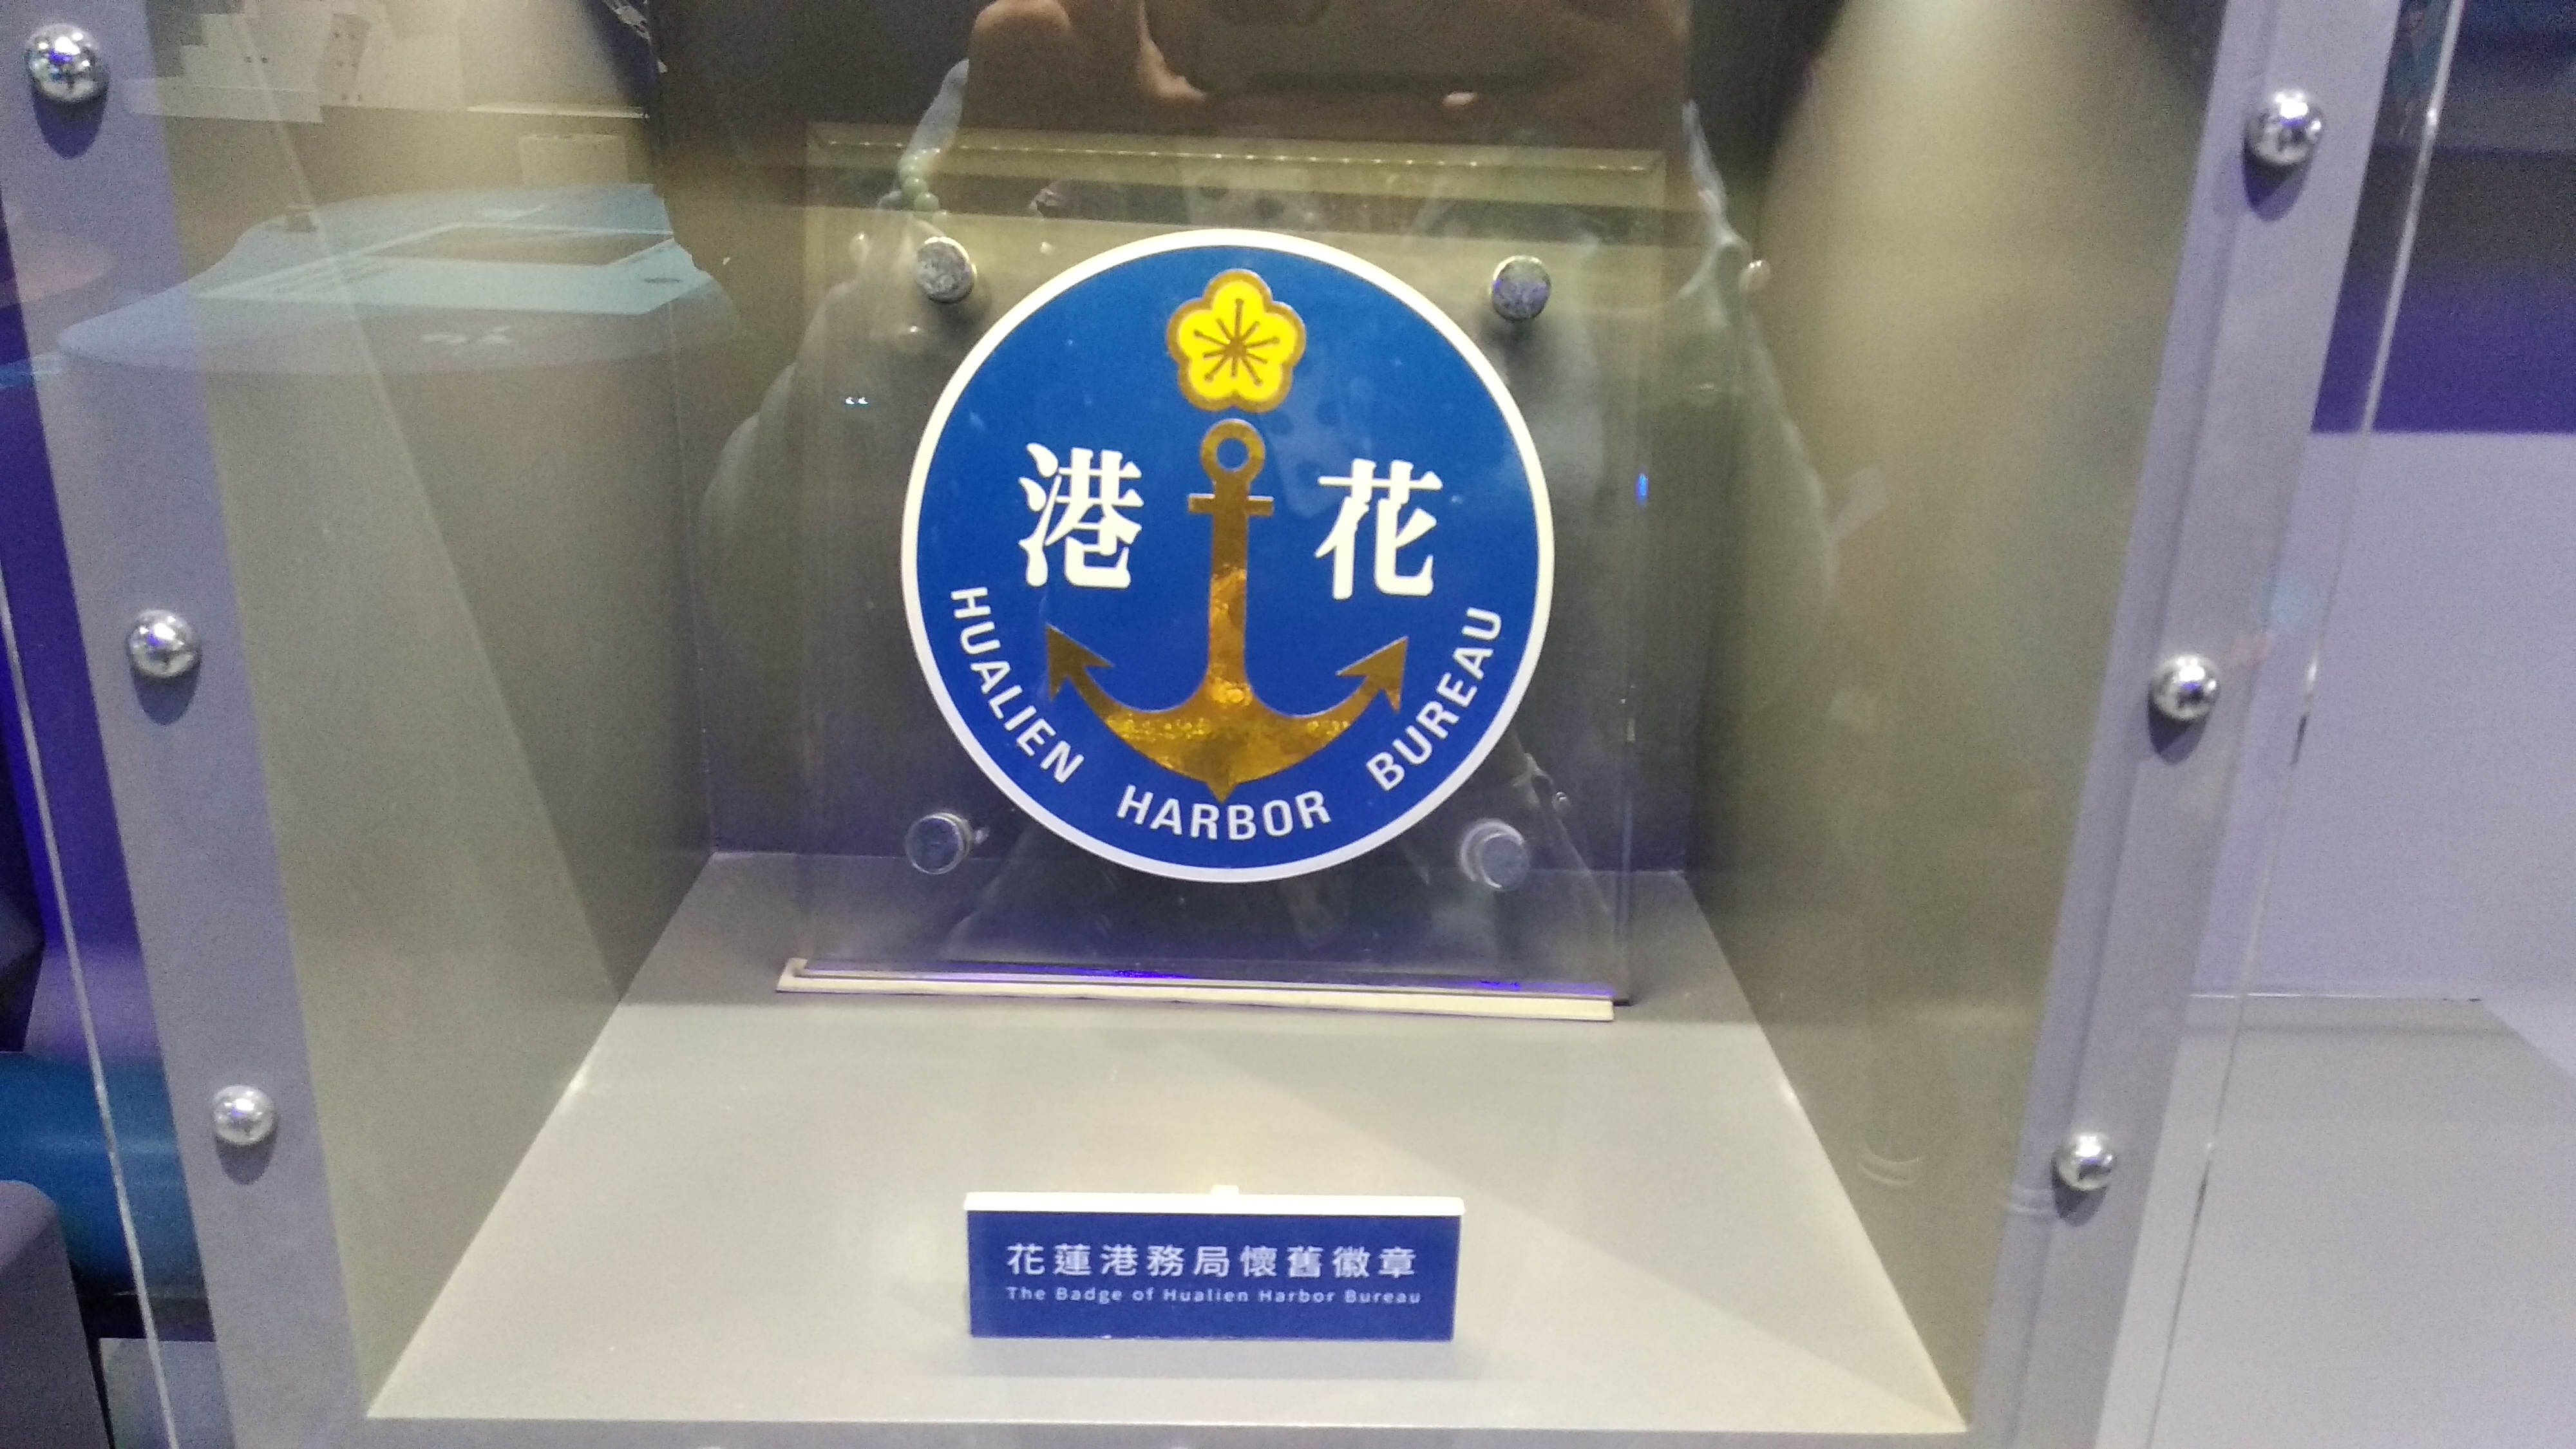 港 花
HUALIEN HARBOR BUREAU
花蓮港務局懷舊徽章
The Badge of Hualien Harbor Bureau